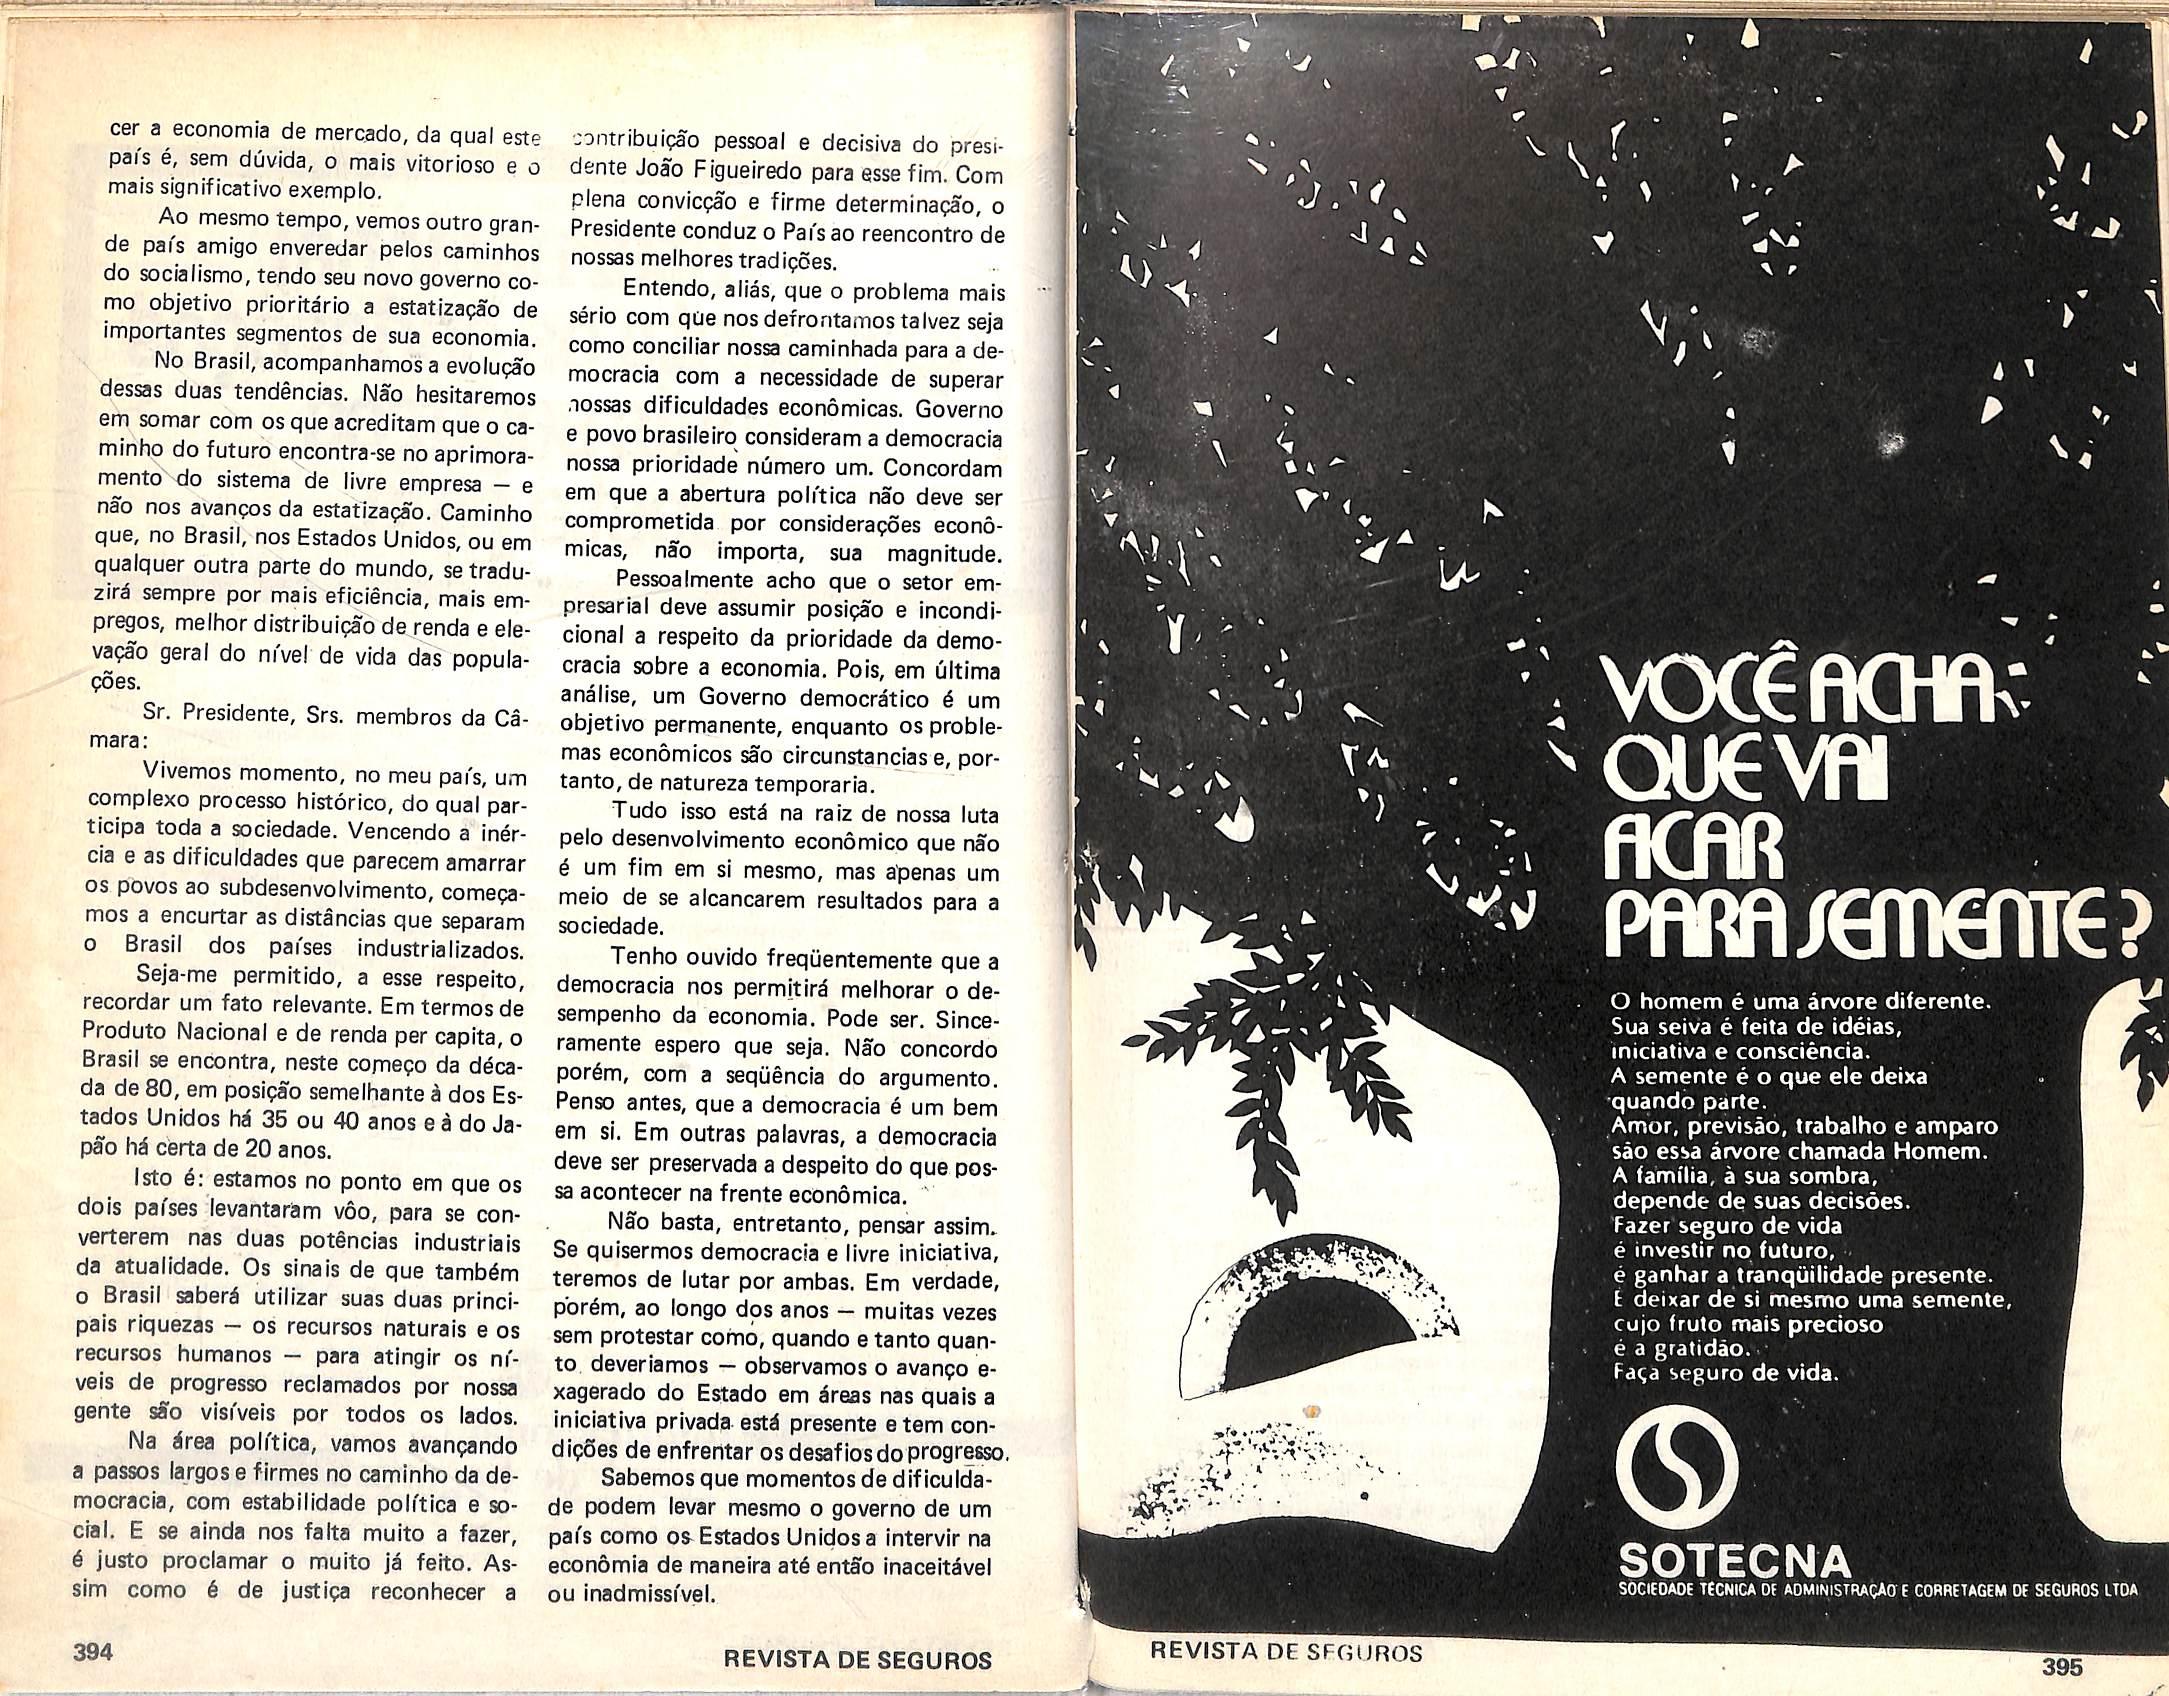 cer a economia de mercado, da qual este
país é, sem dúvida, o mais vitorioso e o
mais significativo exemplo.
Ao mesmo tempo, vemos outro gran-
de país amigo enveredar pelos caminhos
do socialismo, tendo seu novo governo co-
mo objetivo prioritário a estatização de
importantes segmentos de sua economia.
No Brasil, acompanhamos a evolução
dessas duas tendências. Não hesitaremos
em somar com os que acreditam que o ca-
minho do futuro encontra-se no aprimora-
mento do sistema de livre empresa — e
não nos avanços da estatização. Caminho
que, no Brasil, nos Estados Unidos, ou em
qualquer outra parte do mundo, se tradu-
zirá sempre por mais eficiência, mais em-
pregos, melhor distribuição de renda e ele-
vação geral do nível de vida das popula-
ções.
Sr. Presidente, Srs. membros da Câ-
mara:
Vivemos momento, no meu país, um
complexo processo histórico, do qual par-
ticipa toda a sociedade. Vencendo a inér-
cia e as dificuldades que parecem amarrar
os povos ao subdesenvolvimento, começa-
mos a encurtar as distâncias que separam
o Brasil dos países industrializados.
Seja-me permitido, a esse respeito,
recordar um fato relevante. Em termos de
Produto Nacional e de renda per capita, o
Brasil se encontra, neste começo da déca-
da de 80, em posição semelhante à dos Es-
tados Unidos há 35 ou 40 anos e à do Ja-
pão há certa de 20 anos.
Isto é: estamos no ponto em que os
dois países levantaram vôo, para se con-
verterem nas duas potências industriais
da atualidade. Os sinais de que também
o Brasil saberá utilizar suas duas princi-
pais riquezas — os recursos naturais e os
recursos humanos — para atingir os ní-
veis de progresso reclamados por nossa
gente são visíveis por todos os lados.
Na área política, vamos avançando
a passos largos e firmes no caminho da de-
mocracia, com estabilidade política e so-
cial. E se ainda nos falta muito a fazer,
é justo proclamar o muito já feito. As-
sim como é de justiça reconhecer a
contribuição pessoal e decisiva do presi-
dente João Figueiredo para esse fim. Com
plena convicção e firme determinação, o
Presidente conduz o País ao reencontro de
nossas melhores tradições.
Entendo, aliás, que o problema mais
sério com que nos defrontamos talvez seja
como conciliar nossa caminhada para a de-
mocracia com a necessidade de superar
nossas dificuldades econômicas. Governo
e povo brasileiro consideram a democracia
nossa prioridade número um. Concordam
em que a abertura política não deve ser
comprometida por considerações econô-
micas, não importa, sua magnitude.
Pessoalmente acho que o setor em-
presarial deve assumir posição e incondi-
cional a respeito da prioridade da demo-
cracia sobre a economia. Pois, em última
análise, um Governo democrático é um
objetivo permanente, enquanto os proble-
mas econômicos são circunstancias e, por-
tanto, de natureza temporaria.
Tudo isso está na raiz de nossa luta
pelo desenvolvimento econômico que não
é um fim em si mesmo, mas apenas um
meio de se alcancarem resultados para a
sociedade.
Tenho ouvido freqüentemente que a
democracia nos permitirá melhorar o de-
sempenho da economia. Pode ser. Since-
ramente espero que seja. Não concordo
porém, com a seqüência do argumento.
Penso antes, que a democracia é um bem
em si. Em outras palavras, a democracia
deve ser preservada a despeito do que pos-
sa acontecer na frente econômica.
Não basta, entretanto, pensar assim.
Se quisermos democracia e livre iniciativa,
teremos de lutar por ambas. Em verdade,
porém, ao longo dos anos — muitas vezes
sem protestar como, quando e tanto quan-
to deveriamos — observamos o avanço e-
xagerado do Estado em áreas nas quais a
iniciativa privada está presente e tem con-
dições de enfrentar os desafios do progresso.
Sabemos que momentos de dificulda-
de podem levar mesmo o governo de um
país como os Estados Unidos a intervir na
econômia de maneira até então inaceitável
ou inadmissível.
394
REVISTA DE SEGUROS
VOCÊ ACHA
QUE VAI
FICAR
PARA SEMENTE?
O homem é uma árvore diferente.
Sua seiva é feita de idéias,
iniciativa e consciência.
A semente é o que ele deixa
quando parte.
Amor, previsão, trabalho e amparo
são essa árvore chamada Homem.
A família, à sua sombra,
depende de suas decisões.
Fazer seguro de vida
é investir no futuro,
é ganhar a tranqüilidade presente.
É deixar de si mesmo uma semente,
cujo fruto mais precioso
é a gratidão.
Faça seguro de vida.
SOTECNA
SOCIEDADE TÉCNICA DE ADMINISTRAÇÃO E CORRETAGEM DE SEGUROS LTDA
REVISTA DE SEGUROS
395